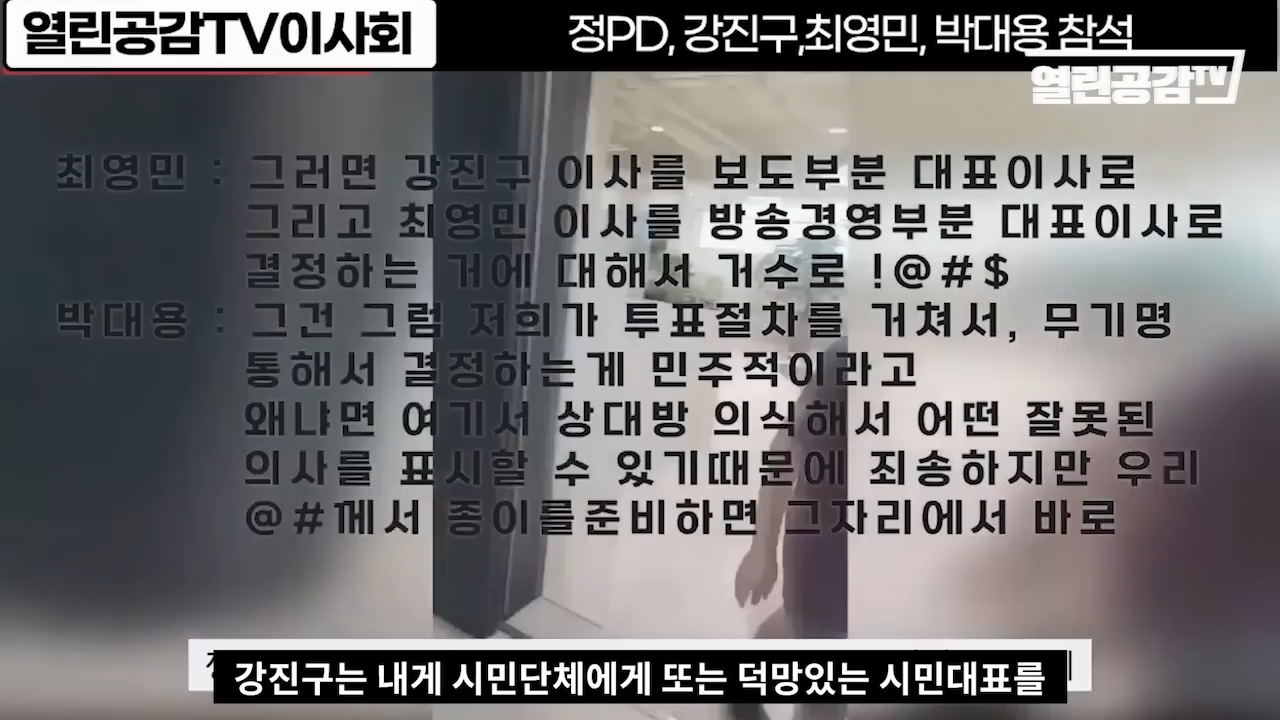 열린공감TV이사회
정PD, 강진구,최영민, 박대용 참석
열린공감TV
최영민 : 그러면 강진구 이사를 보도부분 대표이사로
그리고 최영민 이사를 방송경영부분 대표이사로
결정하는 거에 대해서 거수로 !@#$
박대용 : 그건 그럼 저희가 투표절차를 거쳐서, 무기명
통해서 결정하는게 민주적이라고
왜냐면 여기서 상대방 의식해서 어떤 잘못된
의사를 표시할 수 있기때문에 죄송하지만 우리
@#께서 종이를준비하면 그자리에서 바로
강진구는 내게 시민단체에게 또는 덕망있는 시민대표를